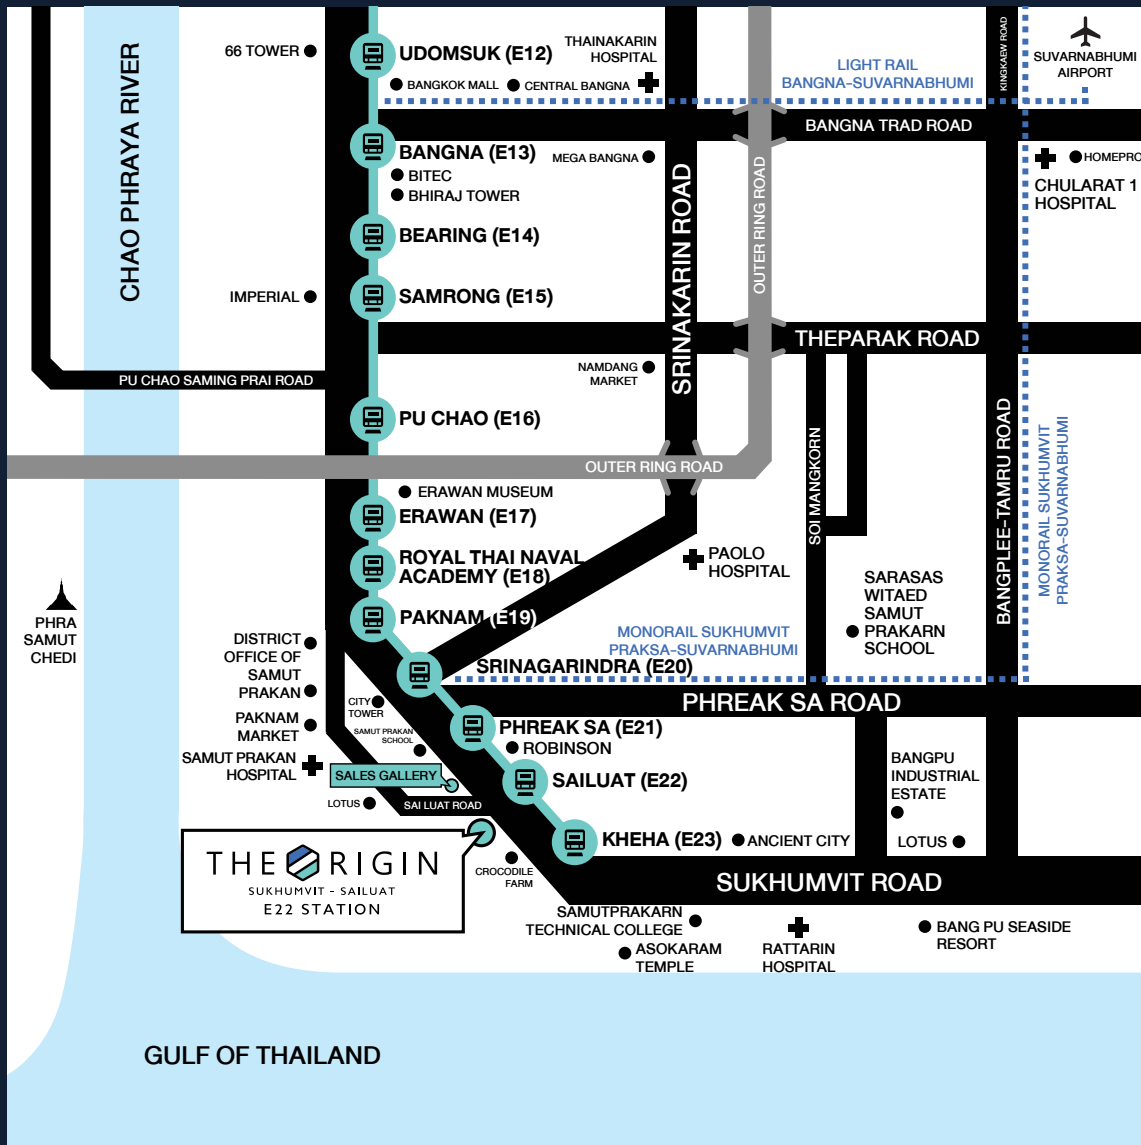 66 TOWER
UDOMSUK (E12)
THAINAKARIN
HOSPITAL
BANGKOK MALL
CENTRAL BANGNA
LIGHT RAIL
BANGNA-SUVARNABHUMI
KINGKAEW ROAD
SUVARNABHUMI
AIRPORT
CHAO PHRAYA RIVER
BANGNA TRAD ROAD
BANGNA (E13)
BITEC
BHIRAJ TOWER
MEGA BANGNA
SRINAKARIN ROAD
OUTER RING ROAD
HOMEPRO
CHULARAT 1
HOSPITAL
BEARING (E14)
IMPERIAL
SAMRONG (E15)
THEPARAK ROAD
NAMDANG
MARKET
PU CHAO SAMING PRAI ROAD
PU CHAO (E16)
OUTER RING ROAD
SOI MANGKORN
BANGPLEE-TAMRU ROAD
MONORAIL SUKHUMVIT
PRAKSA-SUVARNABHUMI
ERAWAN MUSEUM
ERAWAN (E17)
ROYAL THAI NAVAL
ACADEMY (E18)
PAOLO
HOSPITAL
SARASAS
WITAED
SAMUT
PRAKARN
SCHOOL
PHRA
SAMUT
CHEDI
PAKNAM (E19)
MONORAIL SUKHUMVIT
PRAKSA-SUVARNABHUMI
DISTRICT
OFFICE OF
SAMUT
PRAKAN
SRINAGARINDRA (E20)
PHREAK SA ROAD
CITY
TOWER
PAKNAM
MARKET
SAMUT PRAKAN
SCHOOL
PHREAK SA (E21)
ROBINSON
SAMUT PRAKAN
HOSPITAL
SALES GALLERY
SAILUAT (E22)
BANGPU
INDUSTRIAL
ESTATE
LOTUS
SAI LUAT ROAD
KHEHA (E23)
ANCIENT CITY
LOTUS
THE ORIGIN
SUKHUMVIT - SAILUAT
E22 STATION
CROCODILE
FARM
SUKHUMVIT ROAD
SAMUTPRAKARN
TECHNICAL COLLEGE
ASOKARAM
TEMPLE
RATTARIN
HOSPITAL
BANG PU SEASIDE
RESORT
GULF OF THAILAND